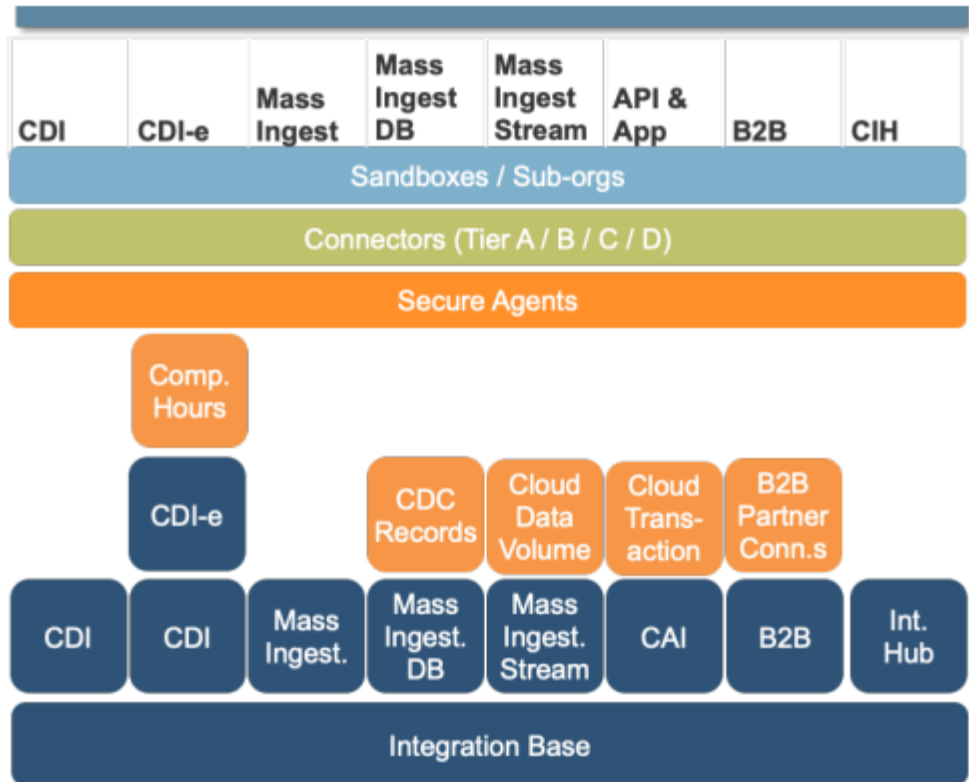 CDI
CDI-e
Mass
Ingest
Mass
Ingest
DB
Mass
Ingest
Stream
API &
App
B2B
CIH
Sandboxes / Sub-orgs
Connectors (Tier A / B / C / D)
Secure Agents
Comp.
Hours
CDI-e
CDC
Records
Cloud
Data
Volume
Cloud
Trans-
action
B2B
Partner
Conn.s
CDI
CDI
Mass
Ingest.
Mass
Ingest.
DB
Mass
Ingest.
Stream
CAI
B2B
Int.
Hub
Integration Base